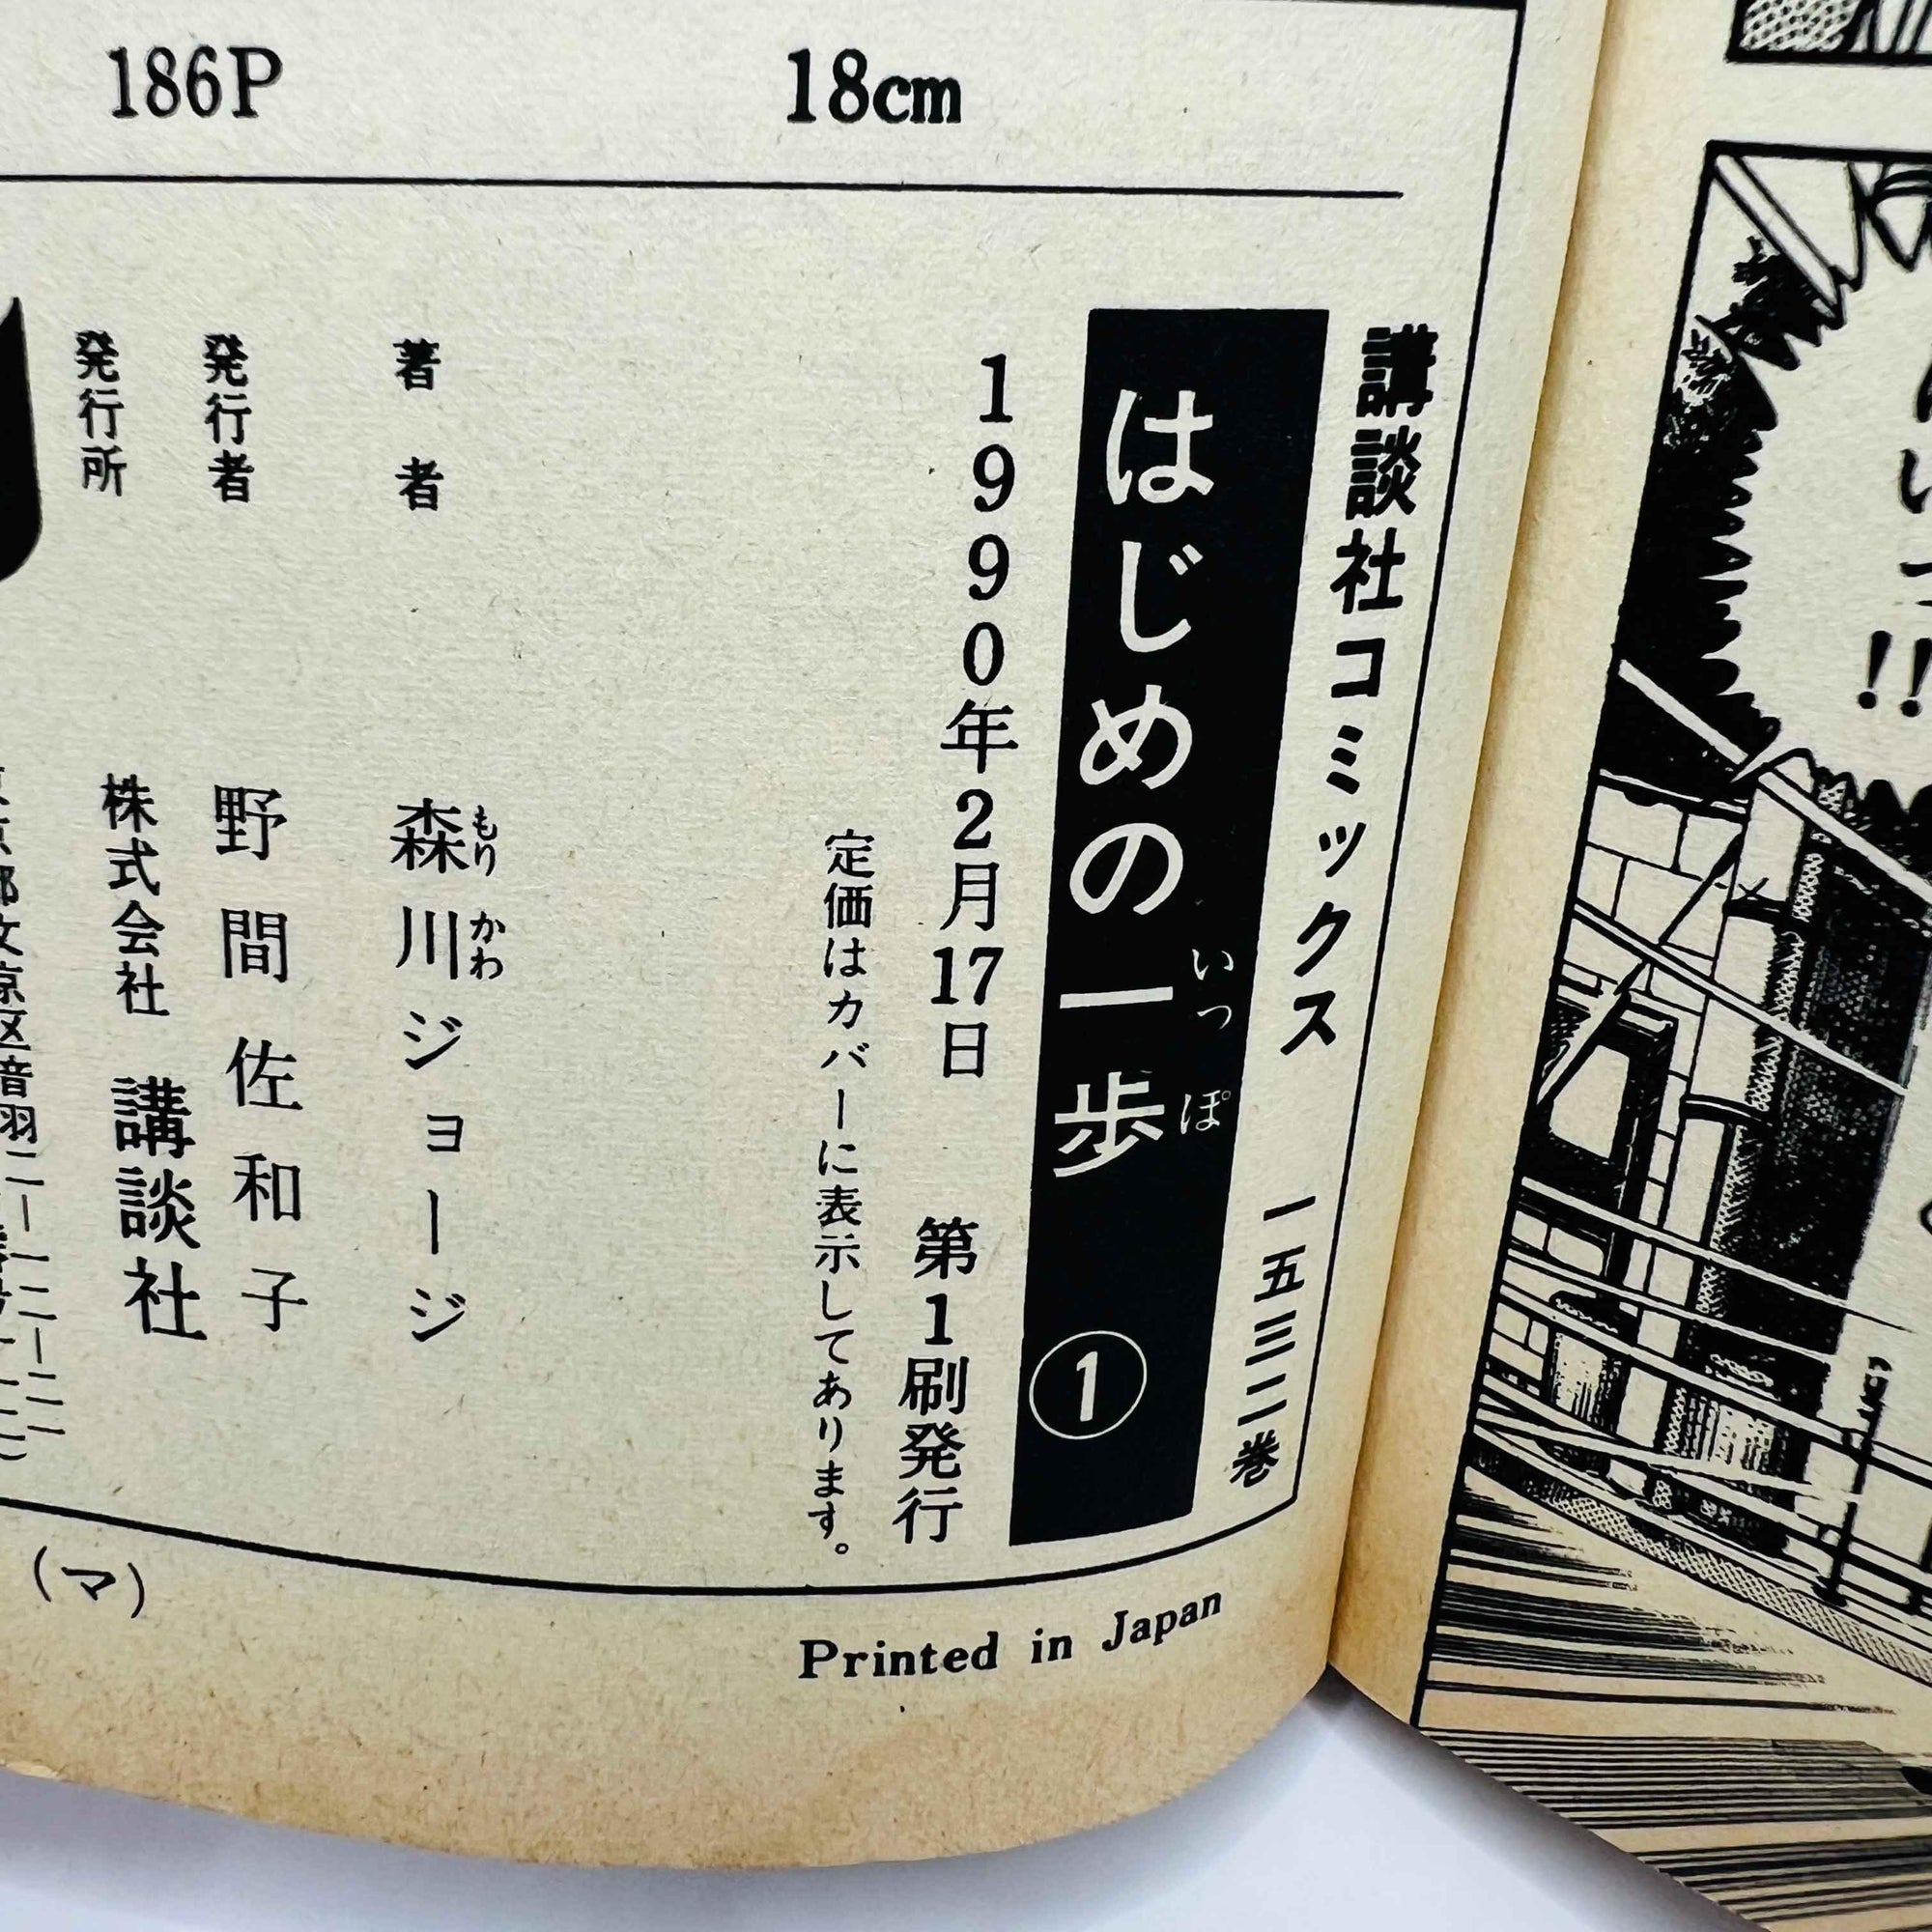 186P
18cm
講談社コミックス 一五三二巻
はじめの一歩 ①
いっぽ
1990年2月17日 第1刷発行
定価はカバーに表示してあります。
著者 森川ジョージ
もりかわ
発行者 野間佐和子
発行所 株式会社 講談社
(マ)
Printed in Japan
!!